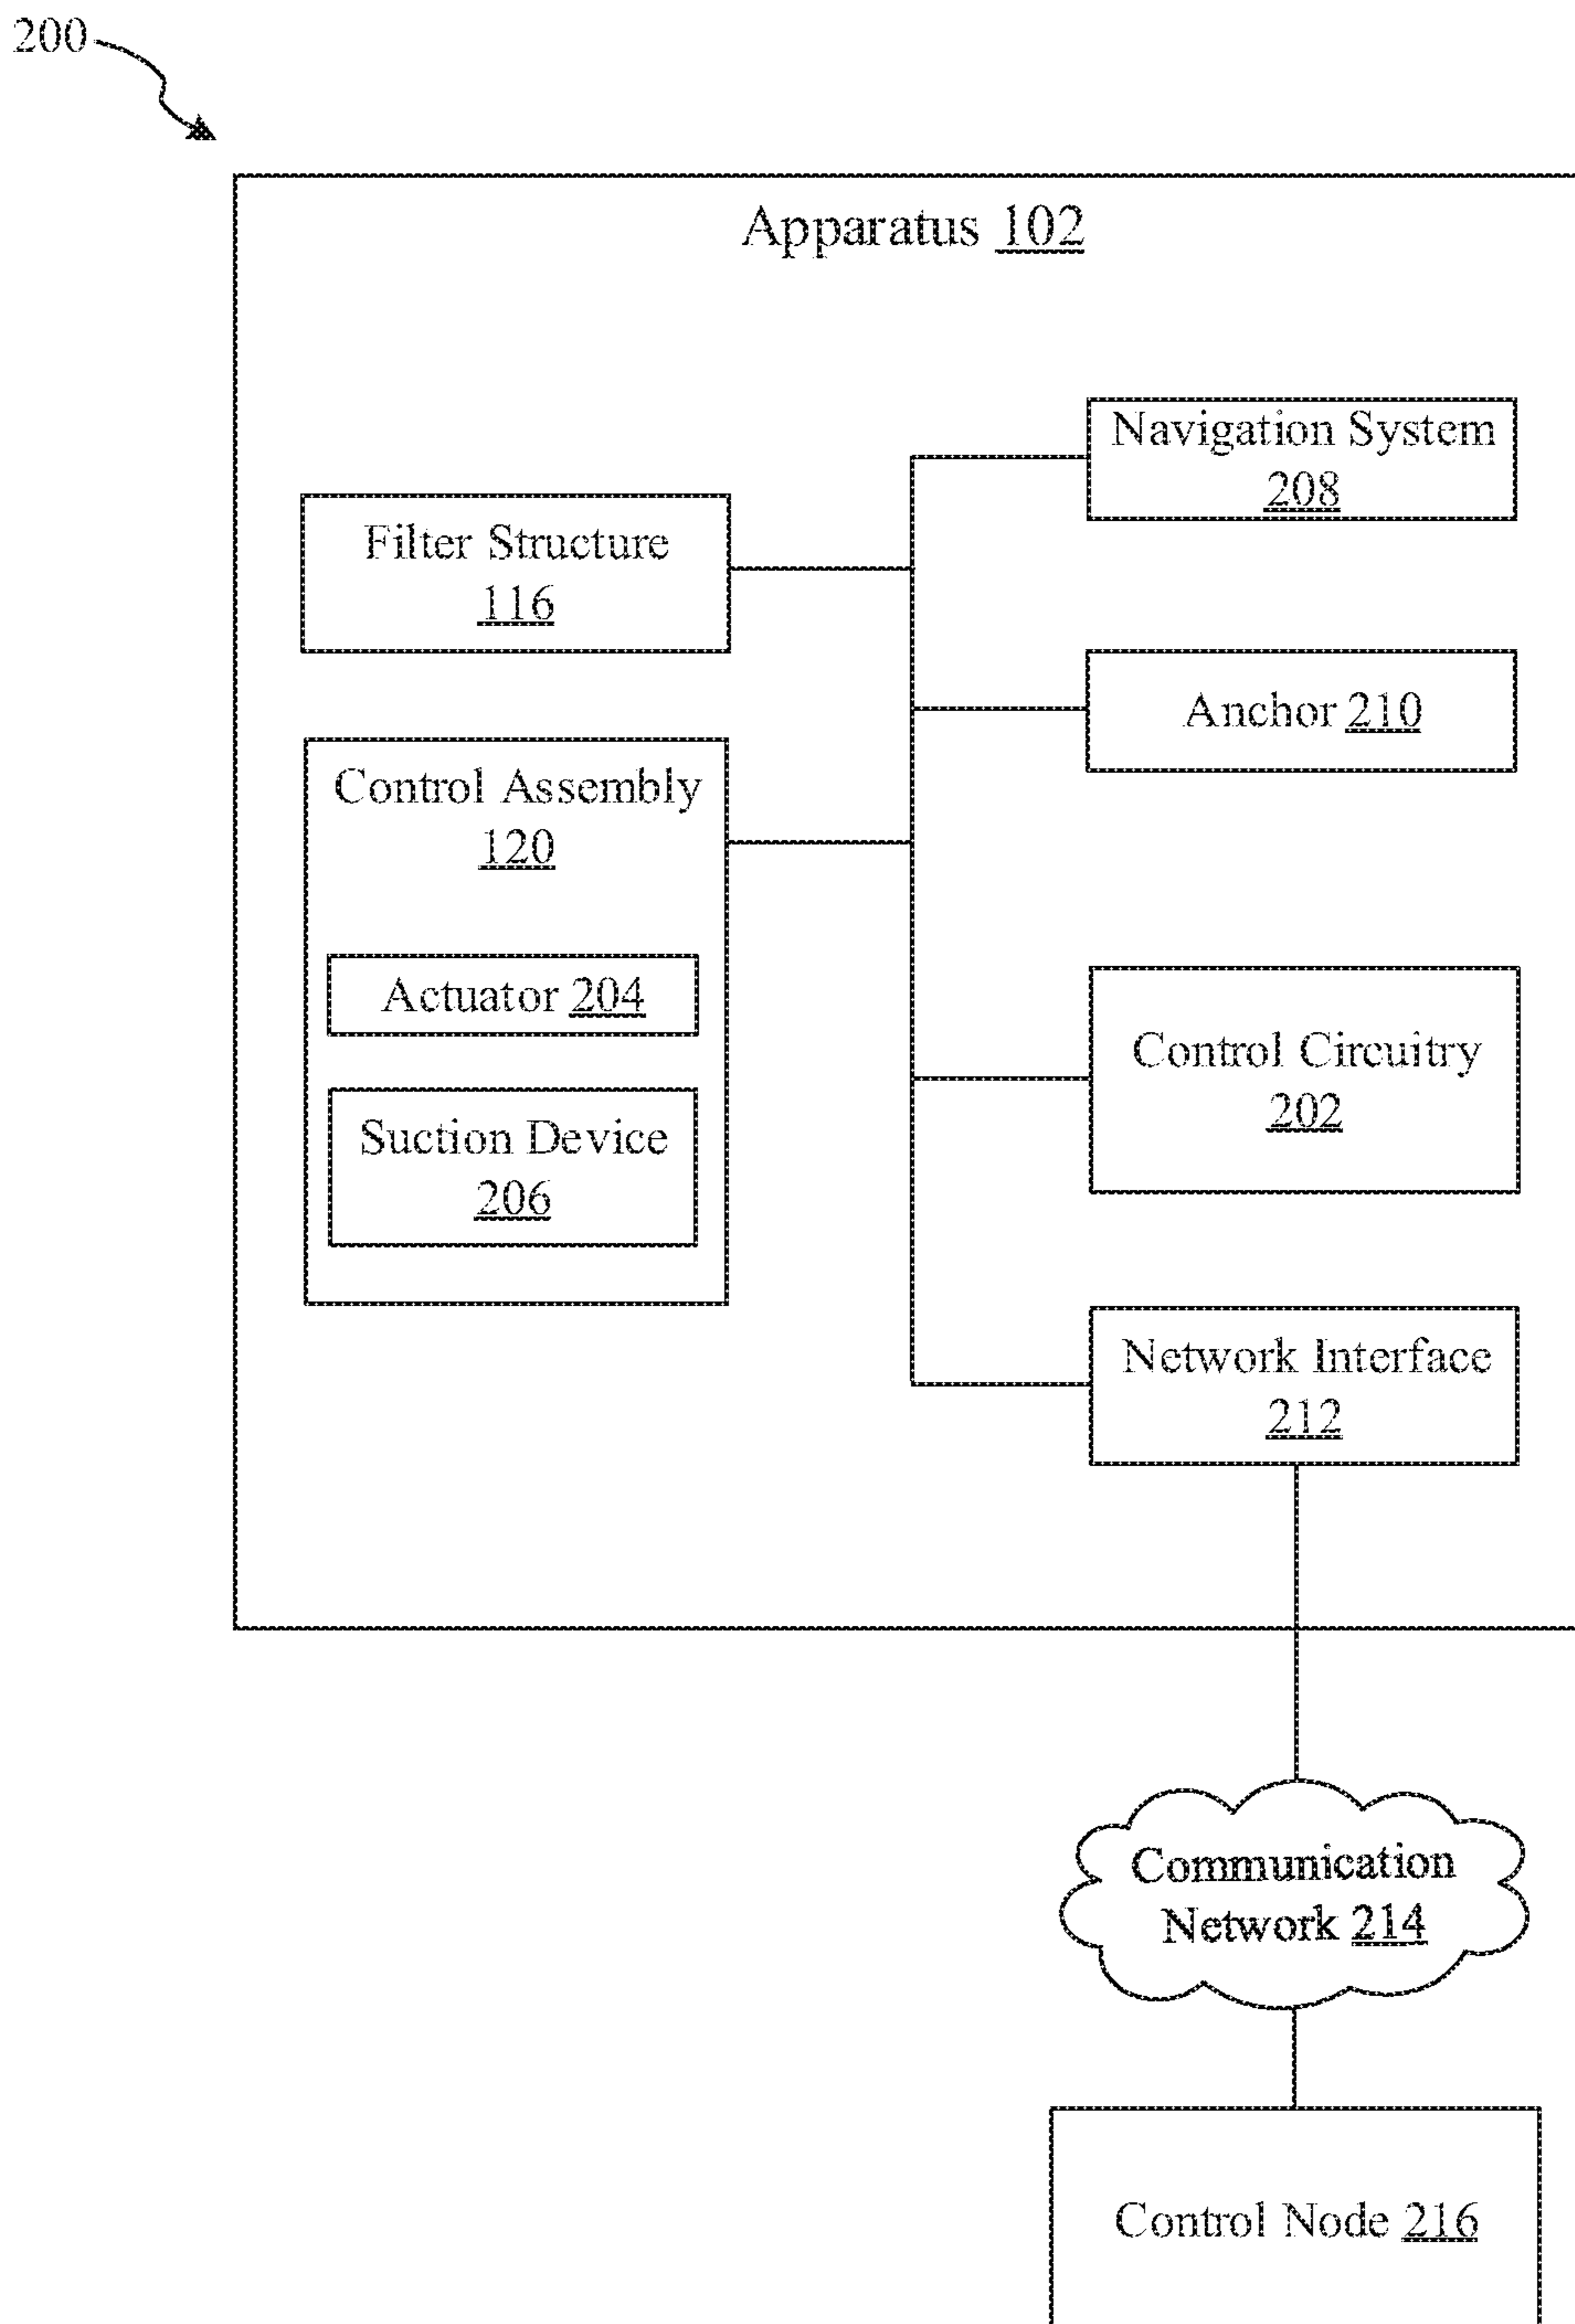 200
Apparatus 102
Navigation System
208
Filter Structure
116
Anchor 210
Control Assembly
120
Actuator 204
Control Circuitry
202
Suction Device
206
Network Interface
212
Communication
Network 214
Control Node 216